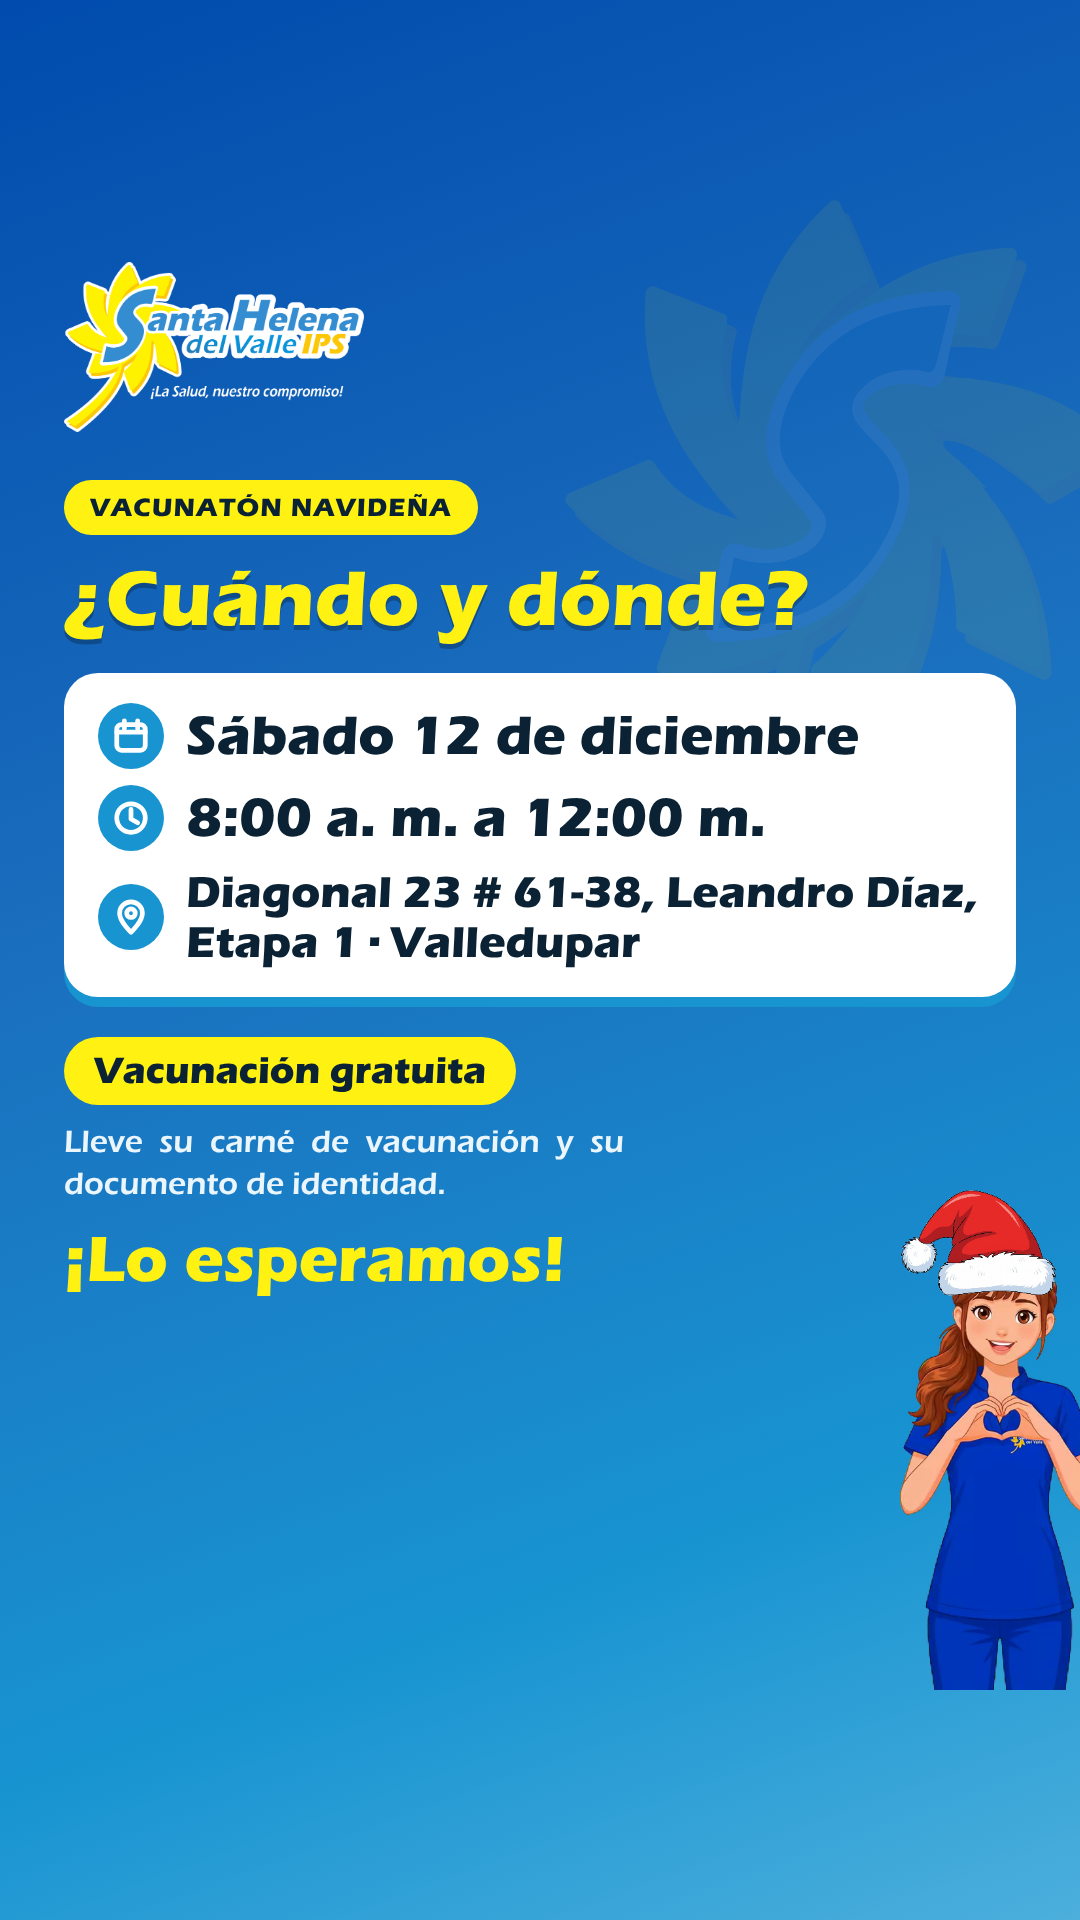 Santa Helena
del Valle IPS
¡La Salud, nuestro compromiso!
VACUNATÓN NAVIDEÑA
¿Cuándo y dónde?
Sábado 12 de diciembre
8:00 a. m. a 12:00 m.
Diagonal 23 # 61-38, Leandro Díaz,
Etapa 1 · Valledupar
Vacunación gratuita
Lleve su carné de vacunación y su
documento de identidad.
¡Lo esperamos!